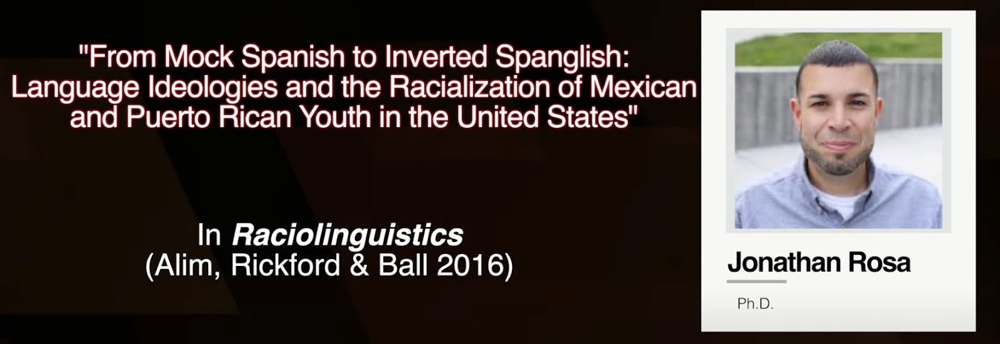 "From Mock Spanish to Inverted Spanglish:
Language Ideologies and the Racialization of Mexican
and Puerto Rican Youth in the United States"
In Raciolinguistics
(Alim, Rickford & Ball 2016)
Jonathan Rosa
Ph.D.